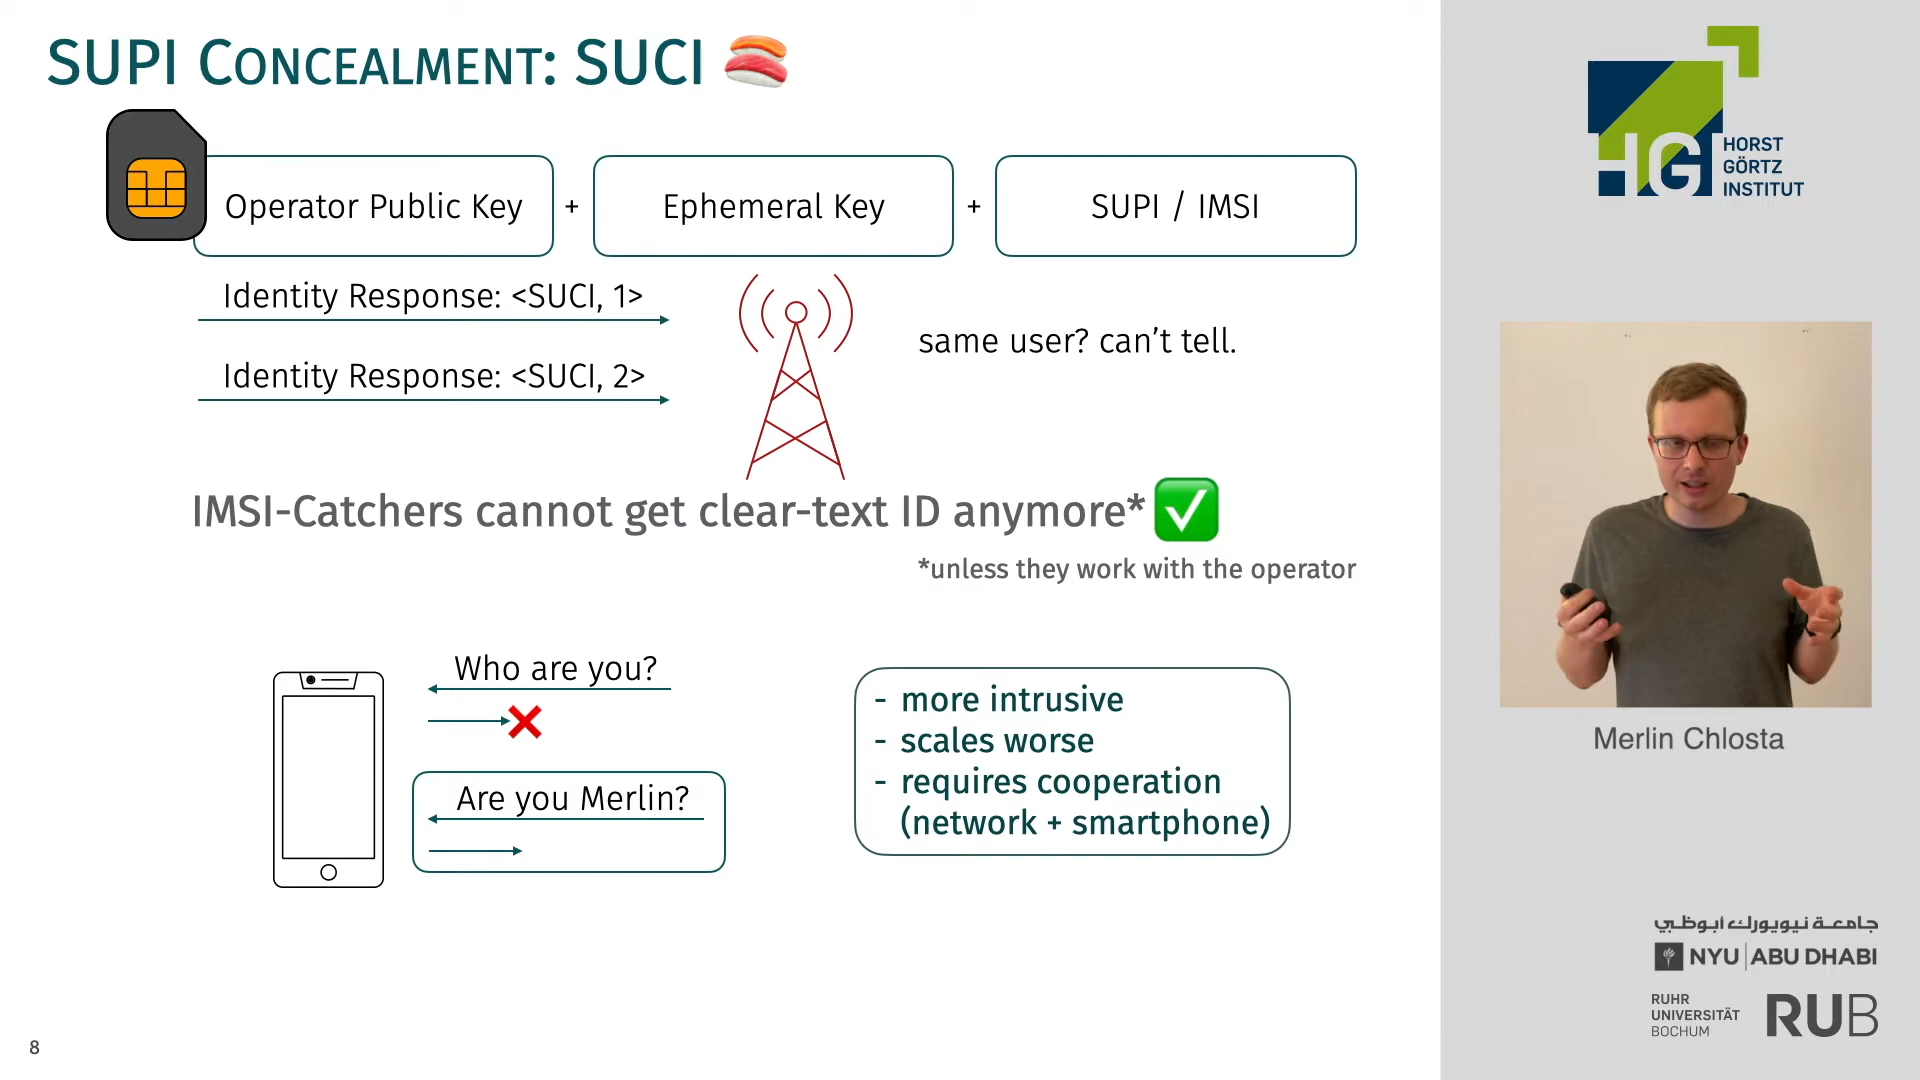 SUPI CONCEALMENT: SUCI
Operator Public Key + Ephemeral Key + SUPI / IMSI
Identity Response: <SUCI, 1>
Identity Response: <SUCI, 2>
same user? can’t tell.
IMSI-Catchers cannot get clear-text ID anymore*
*unless they work with the operator
Who are you?
Are you Merlin?
- more intrusive
- scales worse
- requires cooperation
(network + smartphone)
8
HGI HORST
GÖRTZ
INSTITUT
Merlin Chlosta
جامعة نيويورك أبوظبي
NYU | ABU DHABI
RUHR
UNIVERSITÄT
BOCHUM
RUB